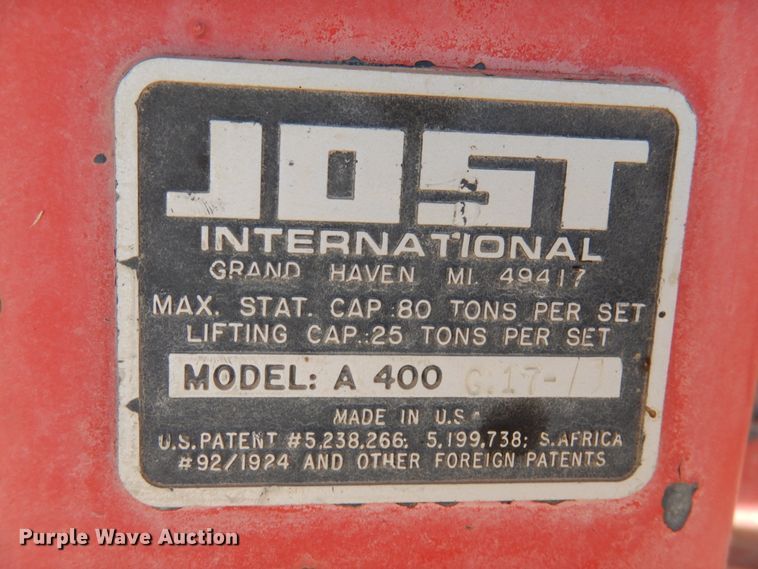 JOST
INTERNATIONAL
GRAND HAVEN MI. 49417
MAX. STAT. CAP.:80 TONS PER SET
LIFTING CAP.:25 TONS PER SET
MODEL: A 400
MADE IN U.S.A
U.S. PATENT #5,238,266; 5,199,738; S. AFRICA
#92/1924 AND OTHER FOREIGN PATENTS
Purple Wave Auction